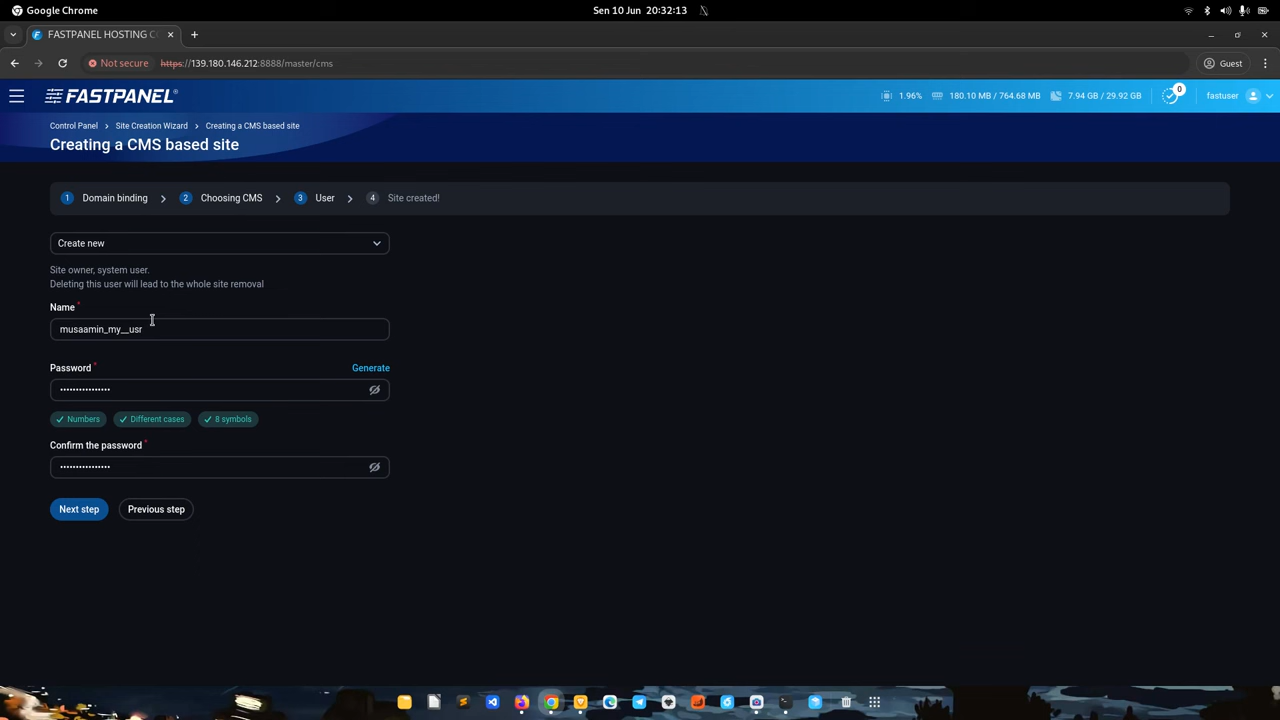 Google Chrome
Sen 10 Jun 20:32:13
FASTPANEL HOSTING C
Not secure https://139.180.146.212:8888/master/cms
Guest
FASTPANEL®
1.96% 180.10 MB / 764.68 MB 7.94 GB / 29.92 GB 0 fastuser
Control Panel > Site Creation Wizard > Creating a CMS based site
Creating a CMS based site
1 Domain binding > 2 Choosing CMS > 3 User > 4 Site created!
Create new
Site owner, system user.
Deleting this user will lead to the whole site removal
Name *
musaamin_my__usr
Password * Generate
••••••••••••••••
Numbers Different cases 8 symbols
Confirm the password *
••••••••••••••••
Next step Previous step